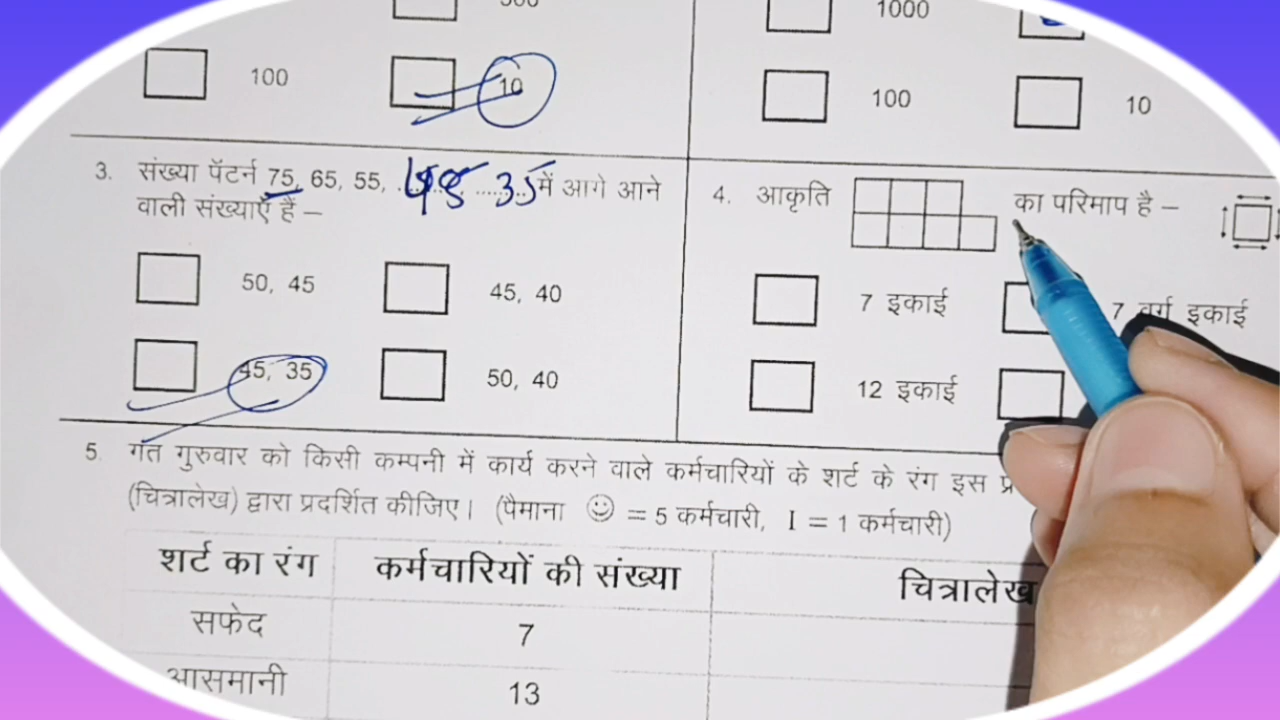 1000
100
10
100
10
3. संख्या पॅटर्न 75, 65, 55, ........ 45 ........ 35 में आगे आने
वाली संख्याएँ हैं –
50, 45
45, 40
45, 35
50, 40
4. आकृति का परिमाप है –
7 इकाई
7 वर्ग इकाई
12 इकाई
5. गत गुरुवार को किसी कम्पनी में कार्य करने वाले कर्मचारियों के शर्ट के रंग इस
(चित्रालेख) द्वारा प्रदर्शित कीजिए। (पैमाना ☺ = 5 कर्मचारी, I = 1 कर्मचारी)
शर्ट का रंग कर्मचारियों की संख्या चित्रालेख
सफेद 7
आसमानी 13